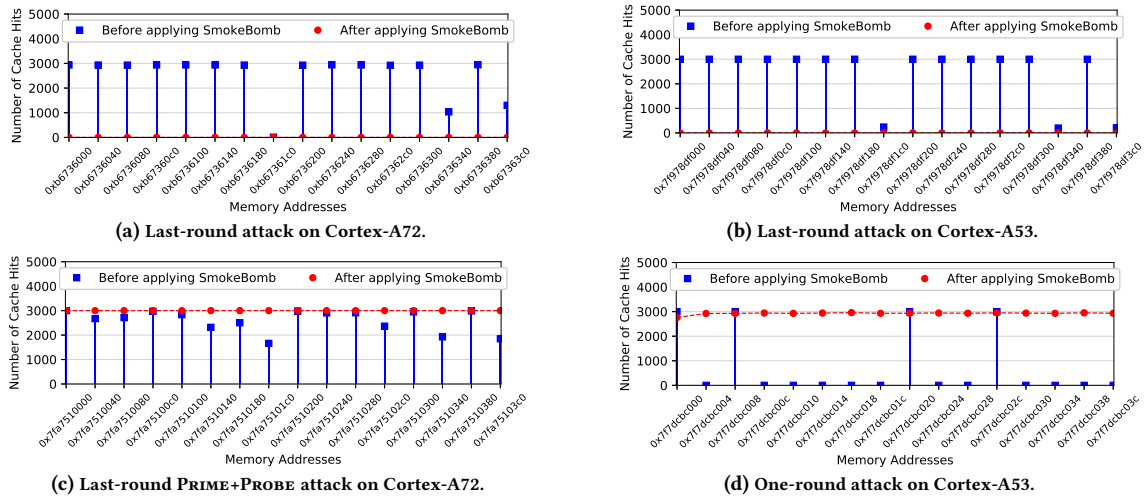 5000
4000
3000
2000
1000
0
Number of Cache Hits
Before applying SmokeBomb After applying SmokeBomb
0xb6736000 0xb6736040 0xb6736080 0xb67360c0 0xb6736100 0xb6736140 0xb6736180 0xb67361c0 0xb6736200 0xb6736240 0xb6736280 0xb67362c0 0xb6736300 0xb6736340 0xb6736380 0xb67363c0
Memory Addresses
(a) Last-round attack on Cortex-A72.
5000
4000
3000
2000
1000
0
Number of Cache Hits
Before applying SmokeBomb After applying SmokeBomb
0x7f978df000 0x7f978df040 0x7f978df080 0x7f978df0c0 0x7f978df100 0x7f978df140 0x7f978df180 0x7f978df1c0 0x7f978df200 0x7f978df240 0x7f978df280 0x7f978df2c0 0x7f978df300 0x7f978df340 0x7f978df380 0x7f978df3c0
Memory Addresses
(b) Last-round attack on Cortex-A53.
5000
4000
3000
2000
1000
0
Number of Cache Hits
Before applying SmokeBomb After applying SmokeBomb
0x7fa7510000 0x7fa7510040 0x7fa7510080 0x7fa75100c0 0x7fa7510100 0x7fa7510140 0x7fa7510180 0x7fa75101c0 0x7fa7510200 0x7fa7510240 0x7fa7510280 0x7fa75102c0 0x7fa7510300 0x7fa7510340 0x7fa7510380 0x7fa75103c0
Memory Addresses
(c) Last-round PRIME+PROBE attack on Cortex-A72.
5000
4000
3000
2000
1000
0
Number of Cache Hits
Before applying SmokeBomb After applying SmokeBomb
0x7f7dcbc000 0x7f7dcbc004 0x7f7dcbc008 0x7f7dcbc00c 0x7f7dcbc010 0x7f7dcbc014 0x7f7dcbc018 0x7f7dcbc01c 0x7f7dcbc020 0x7f7dcbc024 0x7f7dcbc028 0x7f7dcbc02c 0x7f7dcbc030 0x7f7dcbc034 0x7f7dcbc038 0x7f7dcbc03c
Memory Addresses
(d) One-round attack on Cortex-A53.